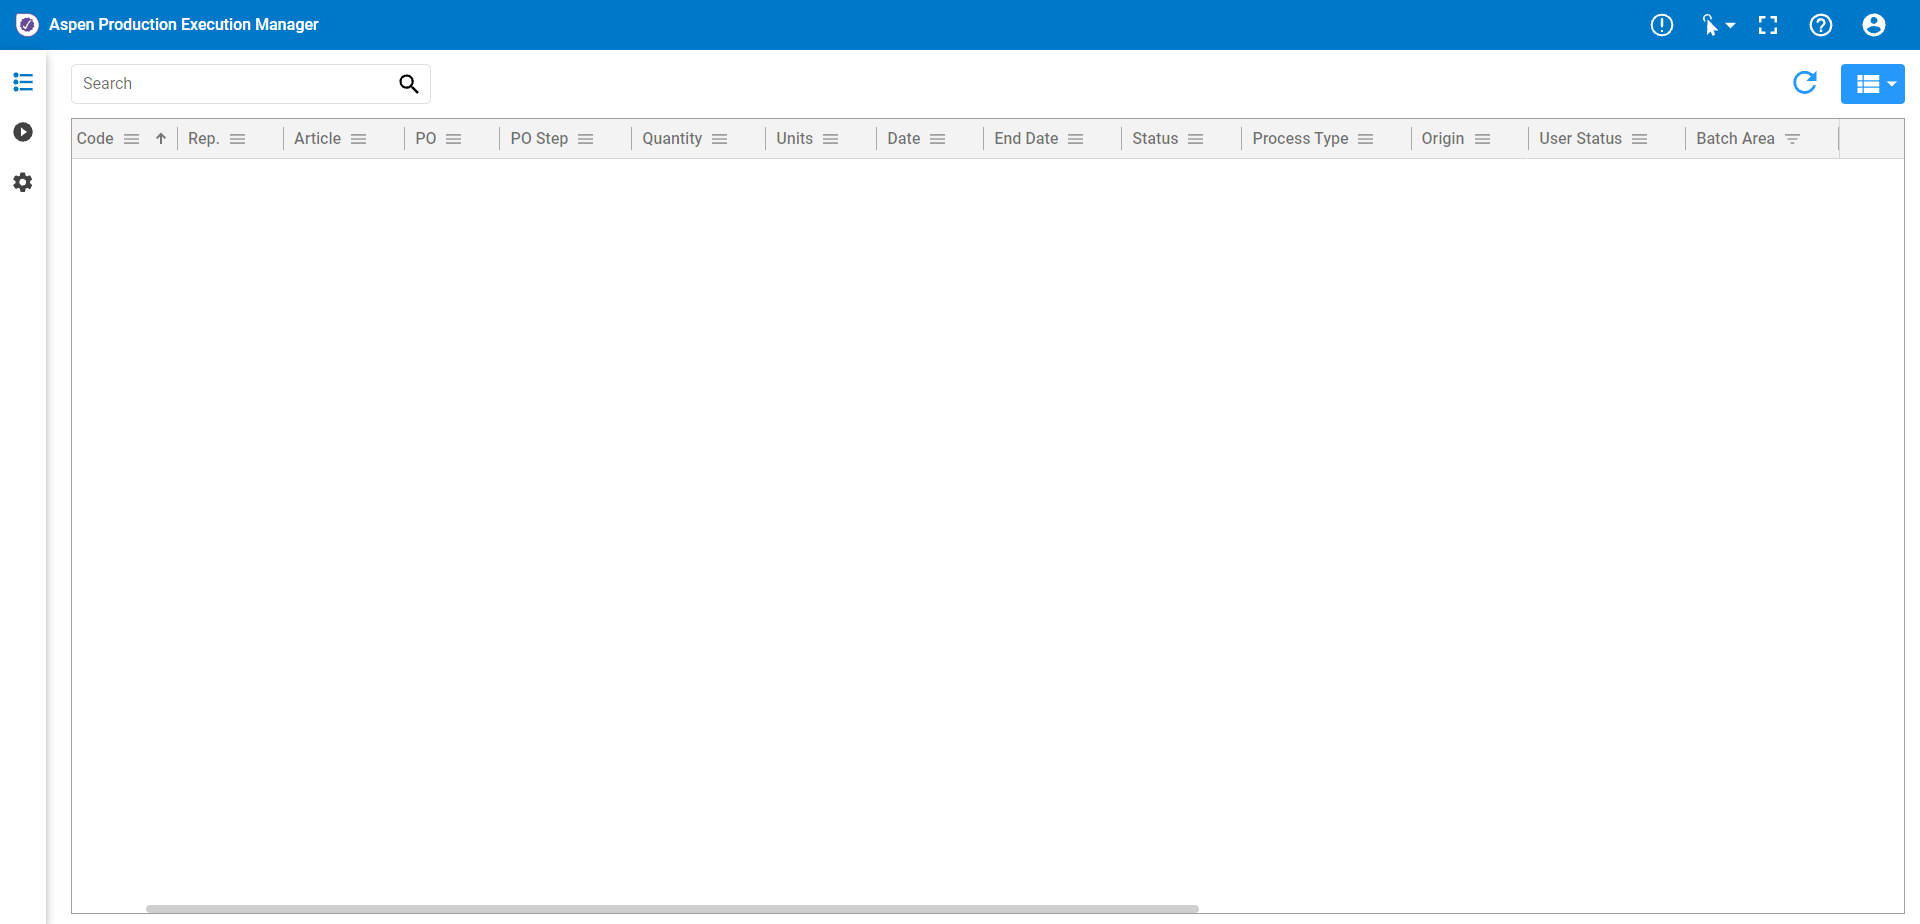 Aspen Production Execution Manager
Search
Code Rep. Article PO PO Step Quantity Units Date End Date Status Process Type Origin User Status Batch Area